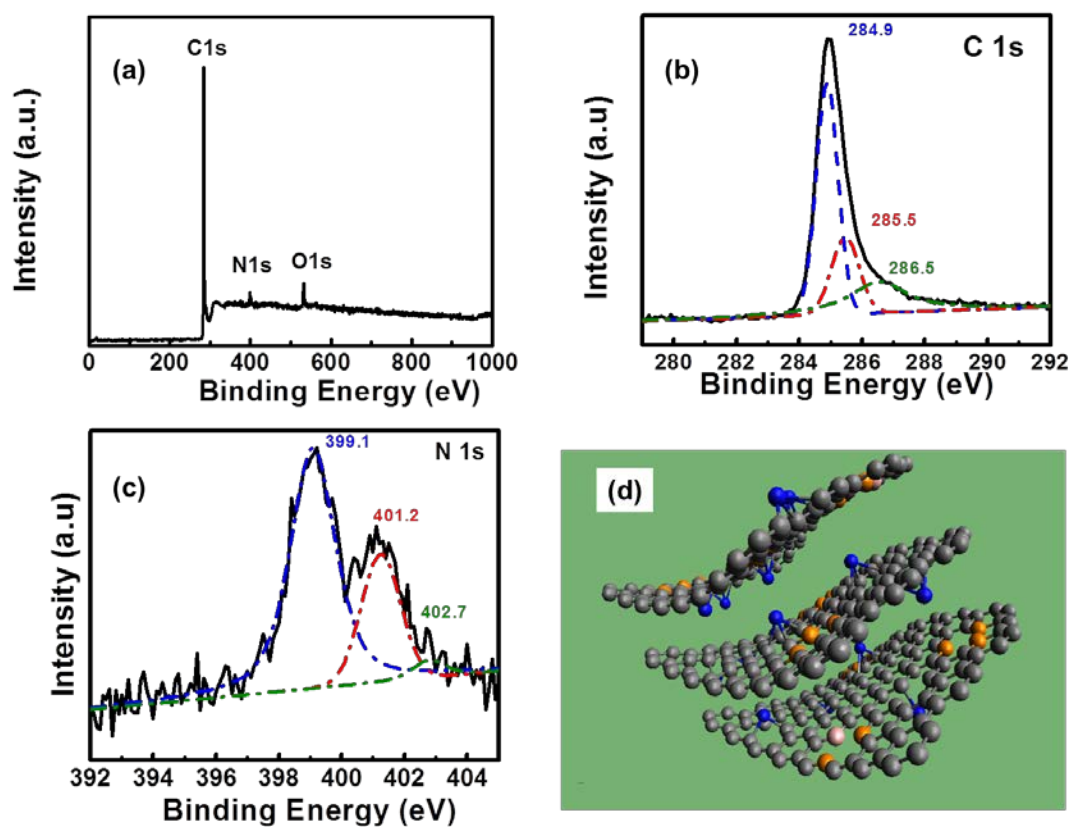 (a)
C1s
N1s
O1s
Intensity (a.u.)
0 200 400 600 800 1000
Binding Energy (eV)
(b)
284.9
C 1s
285.5
286.5
Intensity (a.u)
280 282 284 286 288 290 292
Binding Energy (eV)
(c)
399.1
N 1s
401.2
402.7
Intensity (a.u)
392 394 396 398 400 402 404
Binding Energy (eV)
(d)